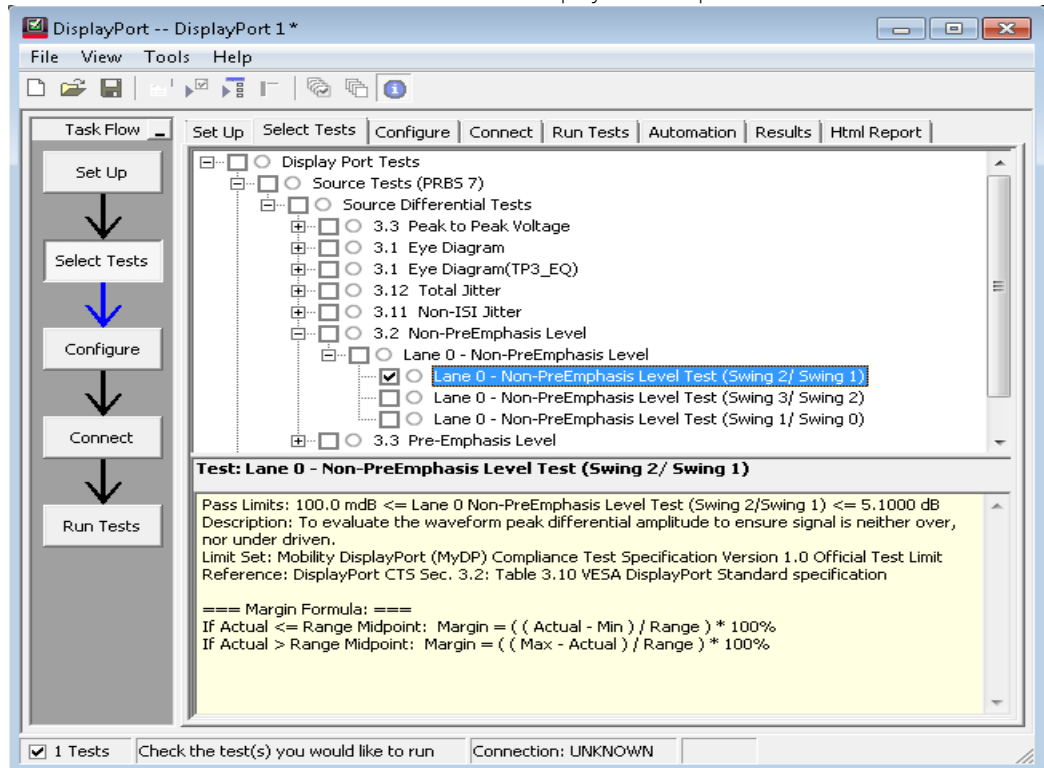 DisplayPort -- DisplayPort 1 *
File View Tools Help
Task Flow
Set Up
Select Tests
Configure
Connect
Run Tests
Set Up Select Tests Configure Connect Run Tests Automation Results Html Report
Display Port Tests
Source Tests (PRBS 7)
Source Differential Tests
3.3 Peak to Peak Voltage
3.1 Eye Diagram
3.1 Eye Diagram(TP3_EQ)
3.12 Total Jitter
3.11 Non-ISI Jitter
3.2 Non-PreEmphasis Level
Lane 0 - Non-PreEmphasis Level
Lane 0 - Non-PreEmphasis Level Test (Swing 2/ Swing 1)
Lane 0 - Non-PreEmphasis Level Test (Swing 3/ Swing 2)
Lane 0 - Non-PreEmphasis Level Test (Swing 1/ Swing 0)
3.3 Pre-Emphasis Level
Test: Lane 0 - Non-PreEmphasis Level Test (Swing 2/ Swing 1)
Pass Limits: 100.0 mdB <= Lane 0 Non-PreEmphasis Level Test (Swing 2/Swing 1) <= 5.1000 dB
Description: To evaluate the waveform peak differential amplitude to ensure signal is neither over,
nor under driven.
Limit Set: Mobility DisplayPort (MyDP) Compliance Test Specification Version 1.0 Official Test Limit
Reference: DisplayPort CTS Sec. 3.2: Table 3.10 VESA DisplayPort Standard specification
=== Margin Formula: ===
If Actual <= Range Midpoint: Margin = ( ( Actual - Min ) / Range ) * 100%
If Actual > Range Midpoint: Margin = ( ( Max - Actual ) / Range ) * 100%
1 Tests Check the test(s) you would like to run Connection: UNKNOWN